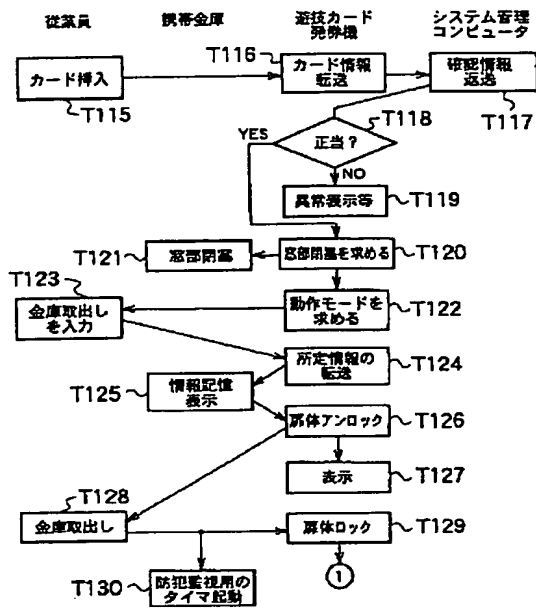 従業員
携帯金庫
遊技カード
発券機
システム管理
コンピュータ
カード挿入
T115
T116
カード情報
転送
確認情報
返送
T117
正当?
T118
YES
NO
異常表示等
T119
T121
窓部閉塞
窓部閉塞を求める
T120
T123
金庫取出し
を入力
動作モードを
求める
T122
所定情報の
転送
T124
T125
情報記憶
表示
扉体アンロック
T126
表示
T127
T128
金庫取出し
扉体ロック
T129
1
T130
防犯監視用の
タイマ起動